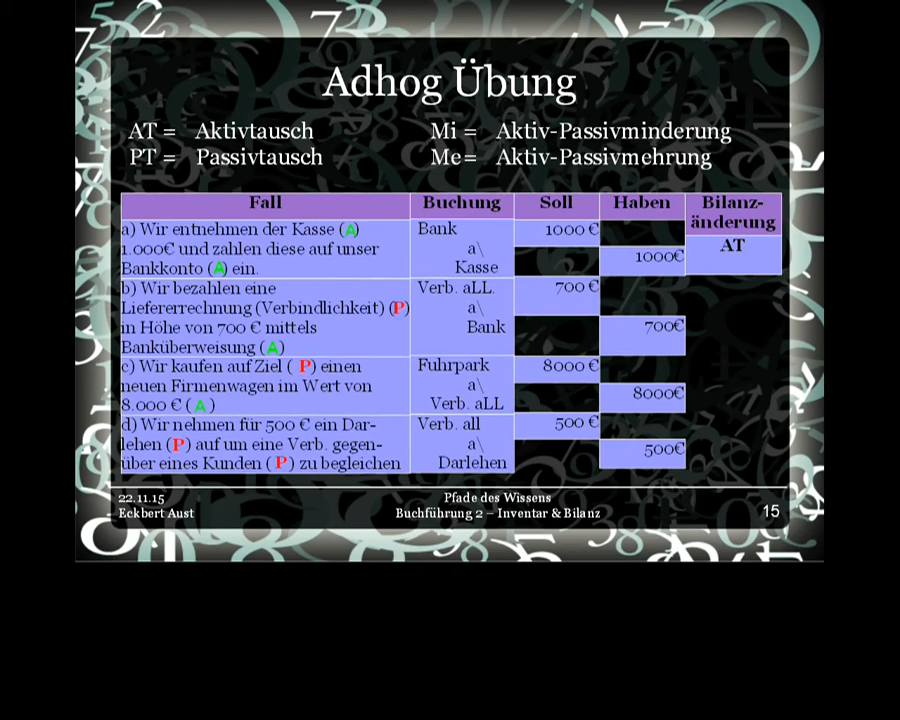 Adhog Übung
AT = Aktivtausch Mi = Aktiv-Passivminderung
PT = Passivtausch Me= Aktiv-Passivmehrung
Fall Buchung Soll Haben Bilanz-
änderung
a) Wir entnehmen der Kasse (A) Bank 1000 €
1.000€ und zahlen diese auf unser a\ 1000€ AT
Bankkonto (A) ein. Kasse
b) Wir bezahlen eine Verb. aLL. 700 €
Liefererrechnung (Verbindlichkeit) (P) a\
in Höhe von 700 € mittels Bank 700€
Banküberweisung (A)
c) Wir kaufen auf Ziel ( P) einen Fuhrpark 8000 €
neuen Firmenwagen im Wert von a\ 8000€
8.000 € ( A ) Verb. aLL
d) Wir nehmen für 500 € ein Dar- Verb. all 500 €
lehen (P) auf um eine Verb. gegen- a\ 500€
über eines Kunden ( P ) zu begleichen Darlehen
22.11.15 Pfade des Wissens
Eckbert Aust Buchführung 2 – Inventar & Bilanz 15